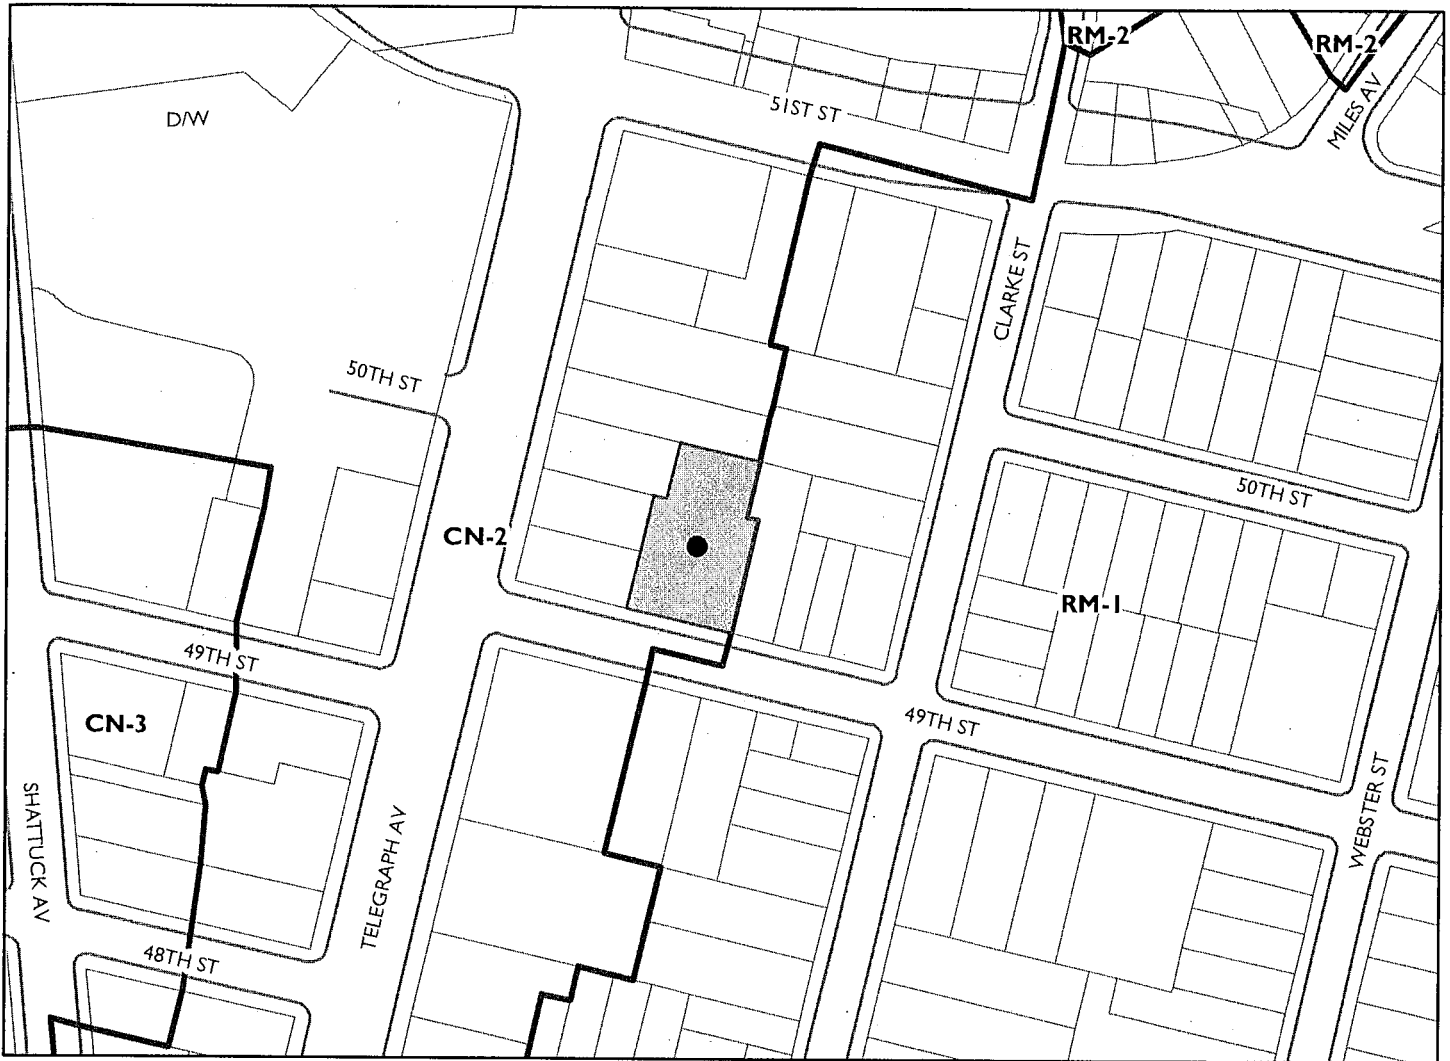 RM-2
RM-2
51ST ST
D/W
MILES AV
CLARKE ST
50TH ST
50TH ST
CN-2
RM-1
49TH ST
CN-3
49TH ST
SHATTUCK AV
TELEGRAPH AV
WEBSTER ST
48TH ST